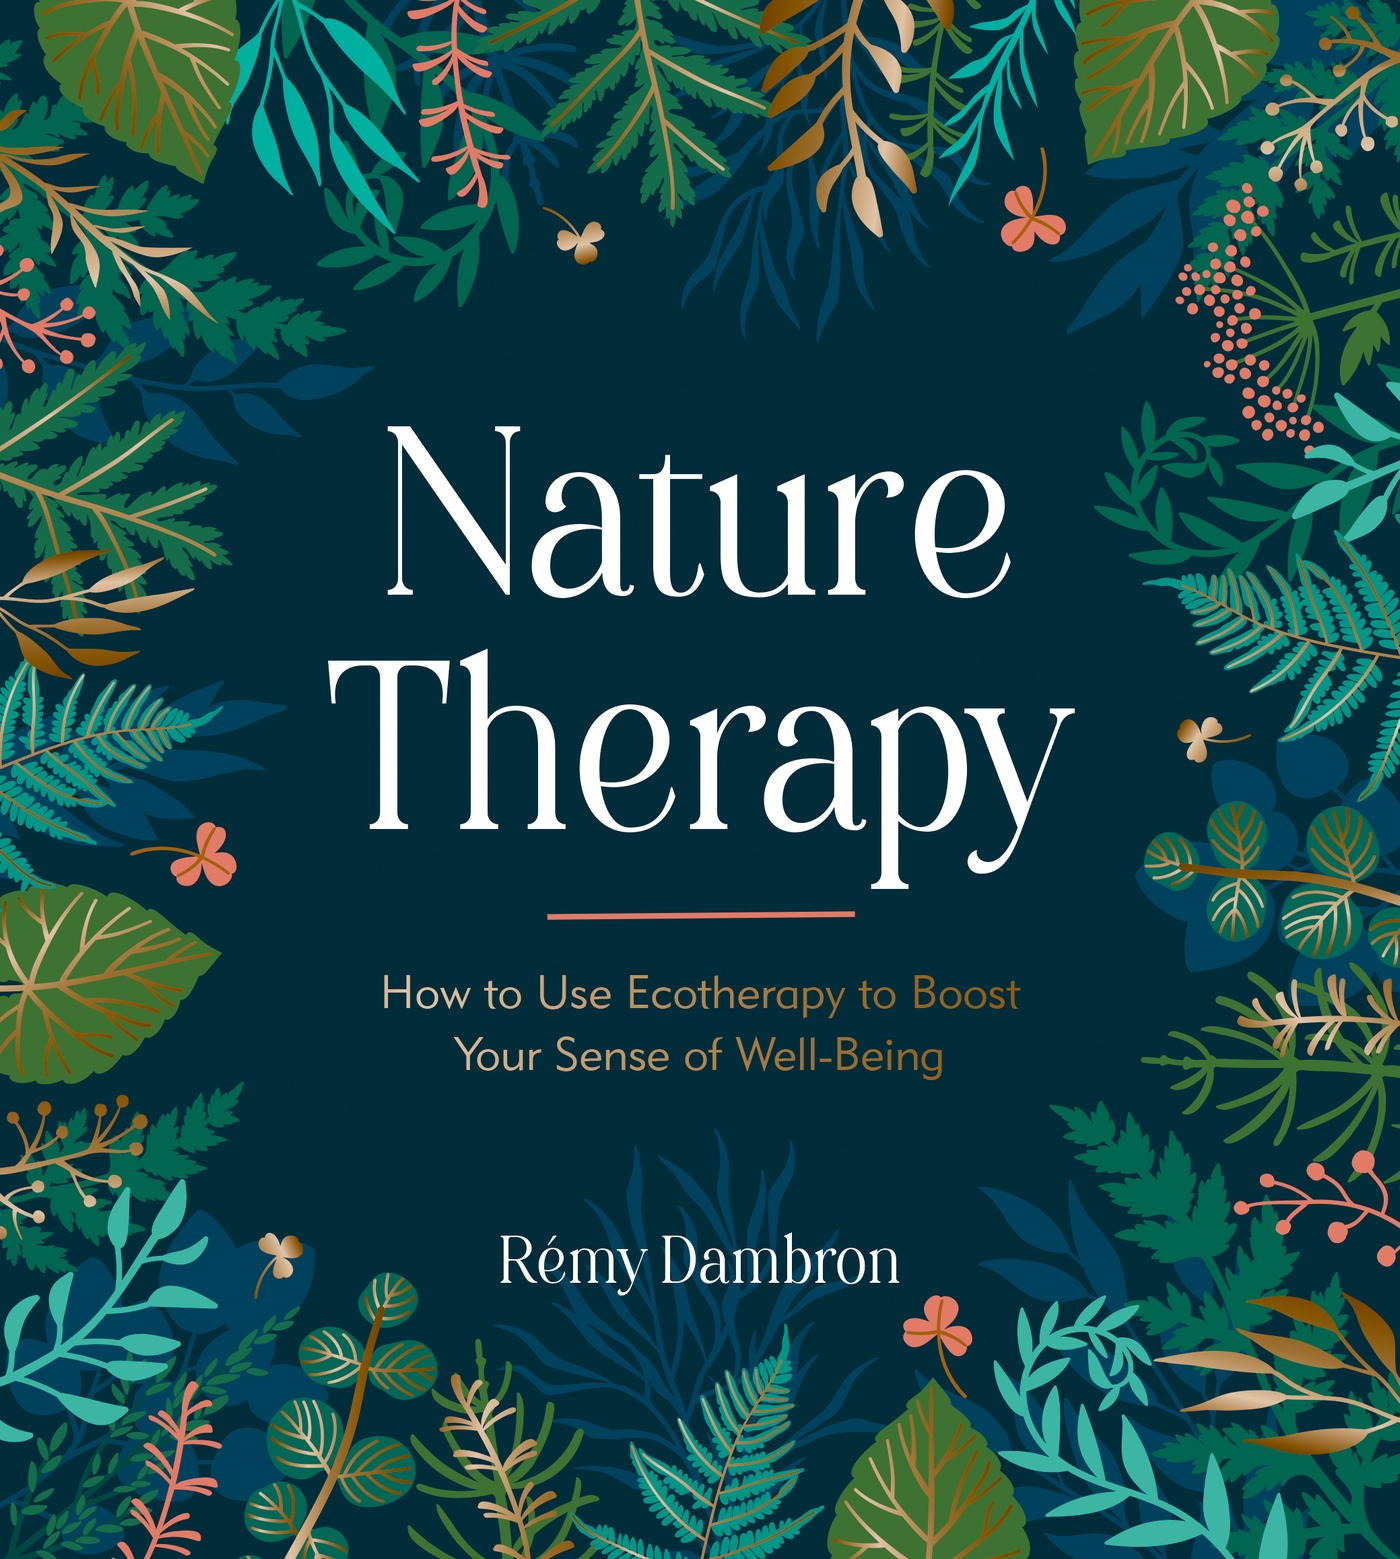 Nature
Therapy
How to Use Ecotherapy to Boost
Your Sense of Well-Being
Rémy Dambron